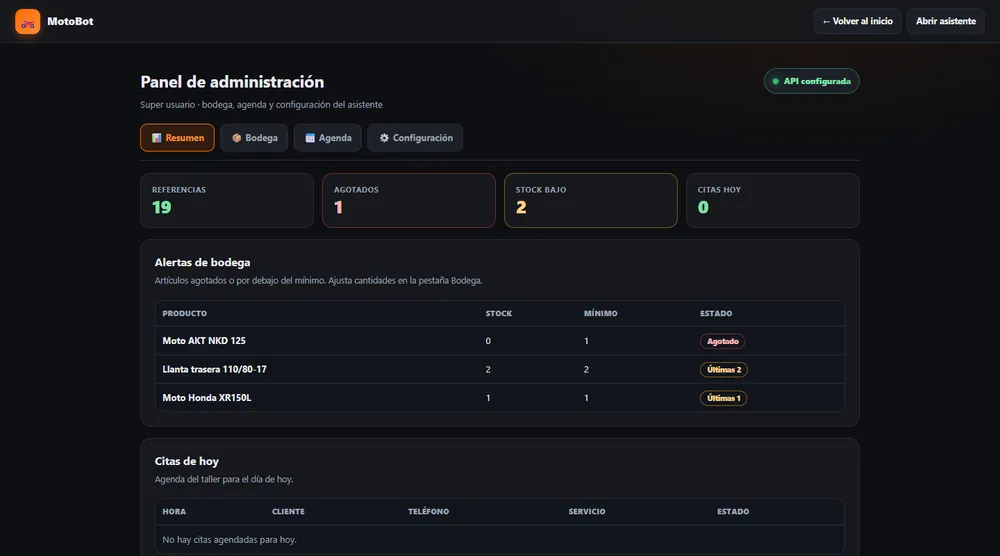 MotoBot
← Volver al inicio
Abrir asistente
Panel de administración
API configurada
Super usuario · bodega, agenda y configuración del asistente
Resumen
Bodega
Agenda
Configuración
REFERENCIAS
19
AGOTADOS
1
STOCK BAJO
2
CITAS HOY
0
Alertas de bodega
Artículos agotados o por debajo del mínimo. Ajusta cantidades en la pestaña Bodega.
PRODUCTO STOCK MÍNIMO ESTADO
Moto AKT NKD 125 0 1 Agotado
Llanta trasera 110/80-17 2 2 Últimas 2
Moto Honda XR150L 1 1 Últimas 1
Citas de hoy
Agenda del taller para el día de hoy.
HORA CLIENTE TELÉFONO SERVICIO ESTADO
No hay citas agendadas para hoy.